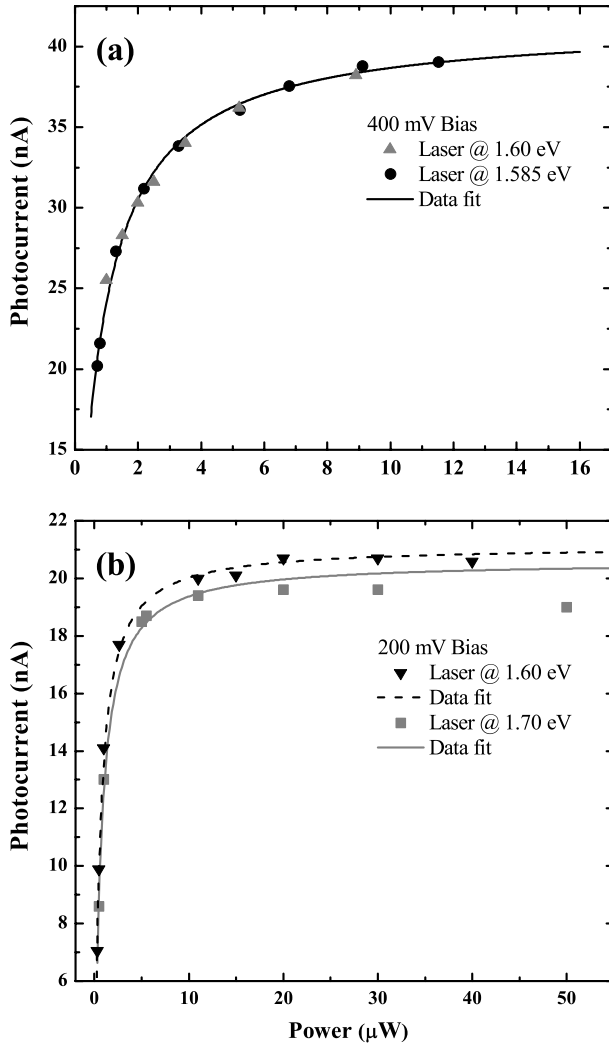 (a)
40
35
30
25
20
15
Photocurrent (nA)
400 mV Bias
Laser @ 1.60 eV
Laser @ 1.585 eV
Data fit
0 2 4 6 8 10 12 14 16
(b)
22
20
18
16
14
12
10
8
6
Photocurrent (nA)
200 mV Bias
Laser @ 1.60 eV
Data fit
Laser @ 1.70 eV
Data fit
0 10 20 30 40 50
Power (μW)